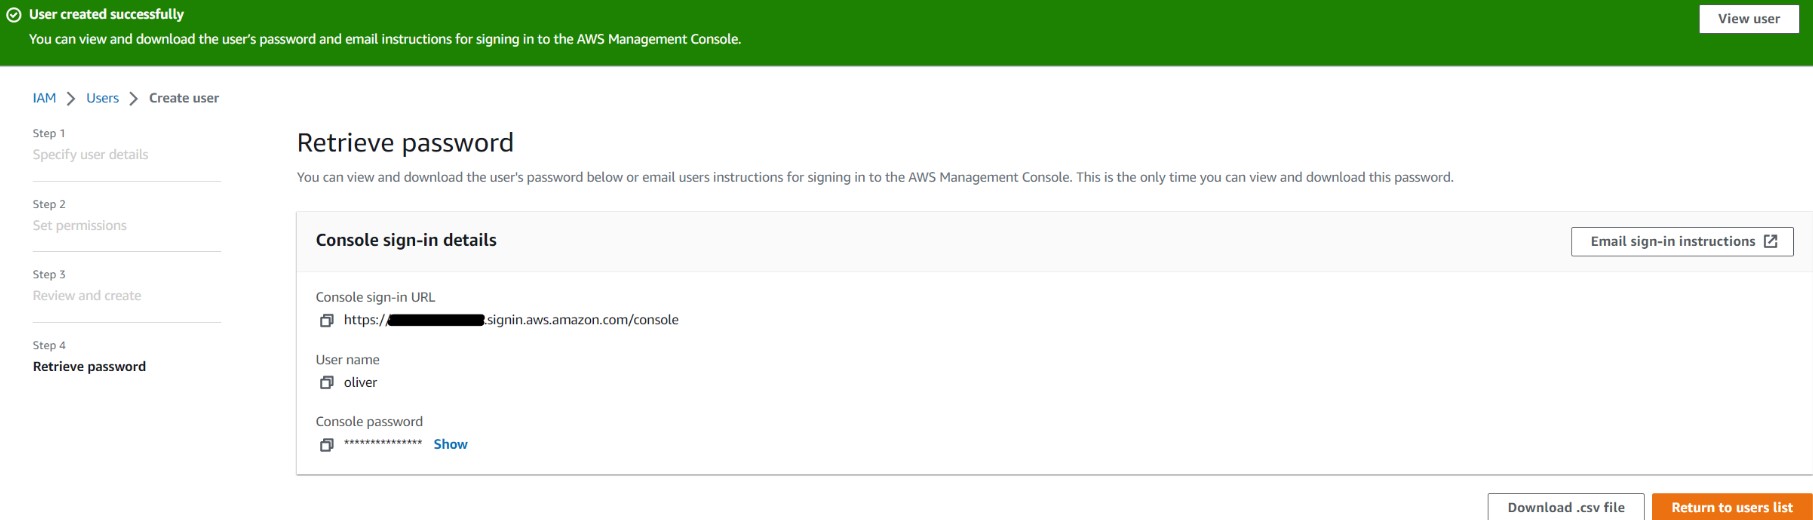 User created successfully
You can view and download the user's password and email instructions for signing in to the AWS Management Console.
View user
IAM > Users > Create user
Step 1
Specify user details
Step 2
Set permissions
Step 3
Review and create
Step 4
Retrieve password
Retrieve password
You can view and download the user's password below or email users instructions for signing in to the AWS Management Console. This is the only time you can view and download this password.
Console sign-in details
Email sign-in instructions
Console sign-in URL
https://.signin.aws.amazon.com/console
User name
oliver
Console password
*************** Show
Download .csv file
Return to users list